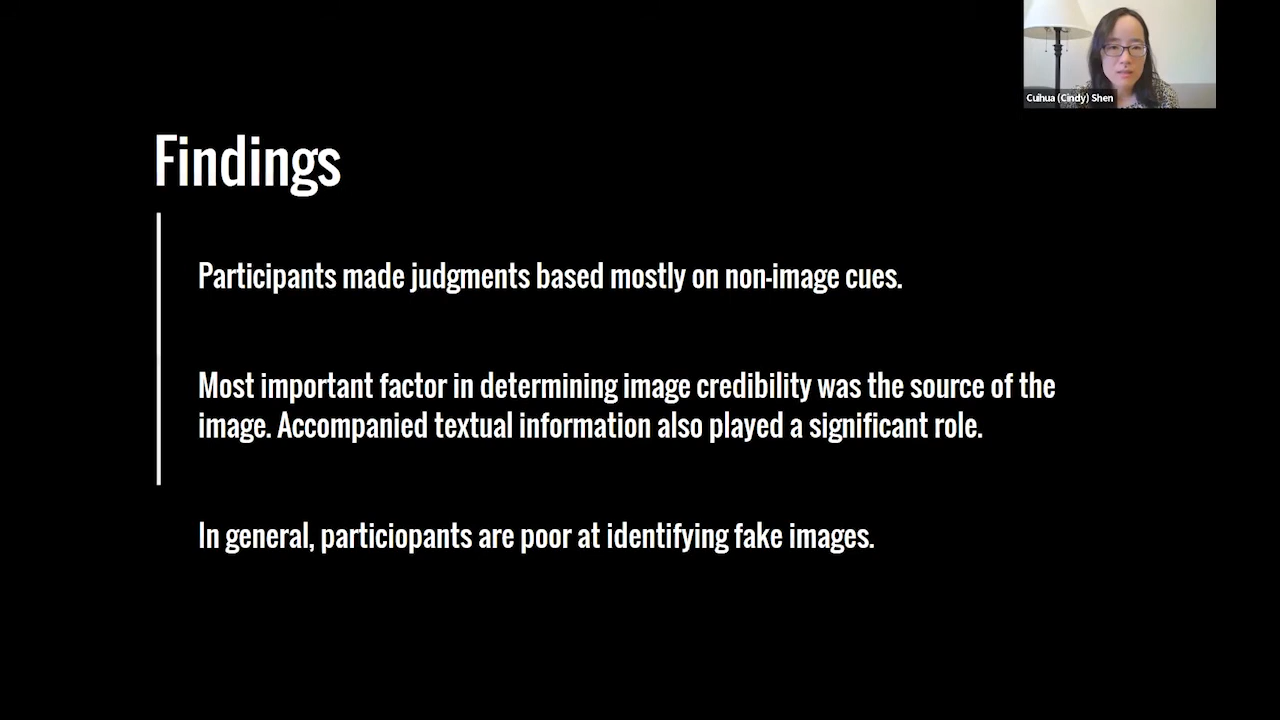 Cuihua (Cindy) Shen
Findings
Participants made judgments based mostly on non-image cues.
Most important factor in determining image credibility was the source of the
image. Accompanied textual information also played a significant role.
In general, particiopants are poor at identifying fake images.